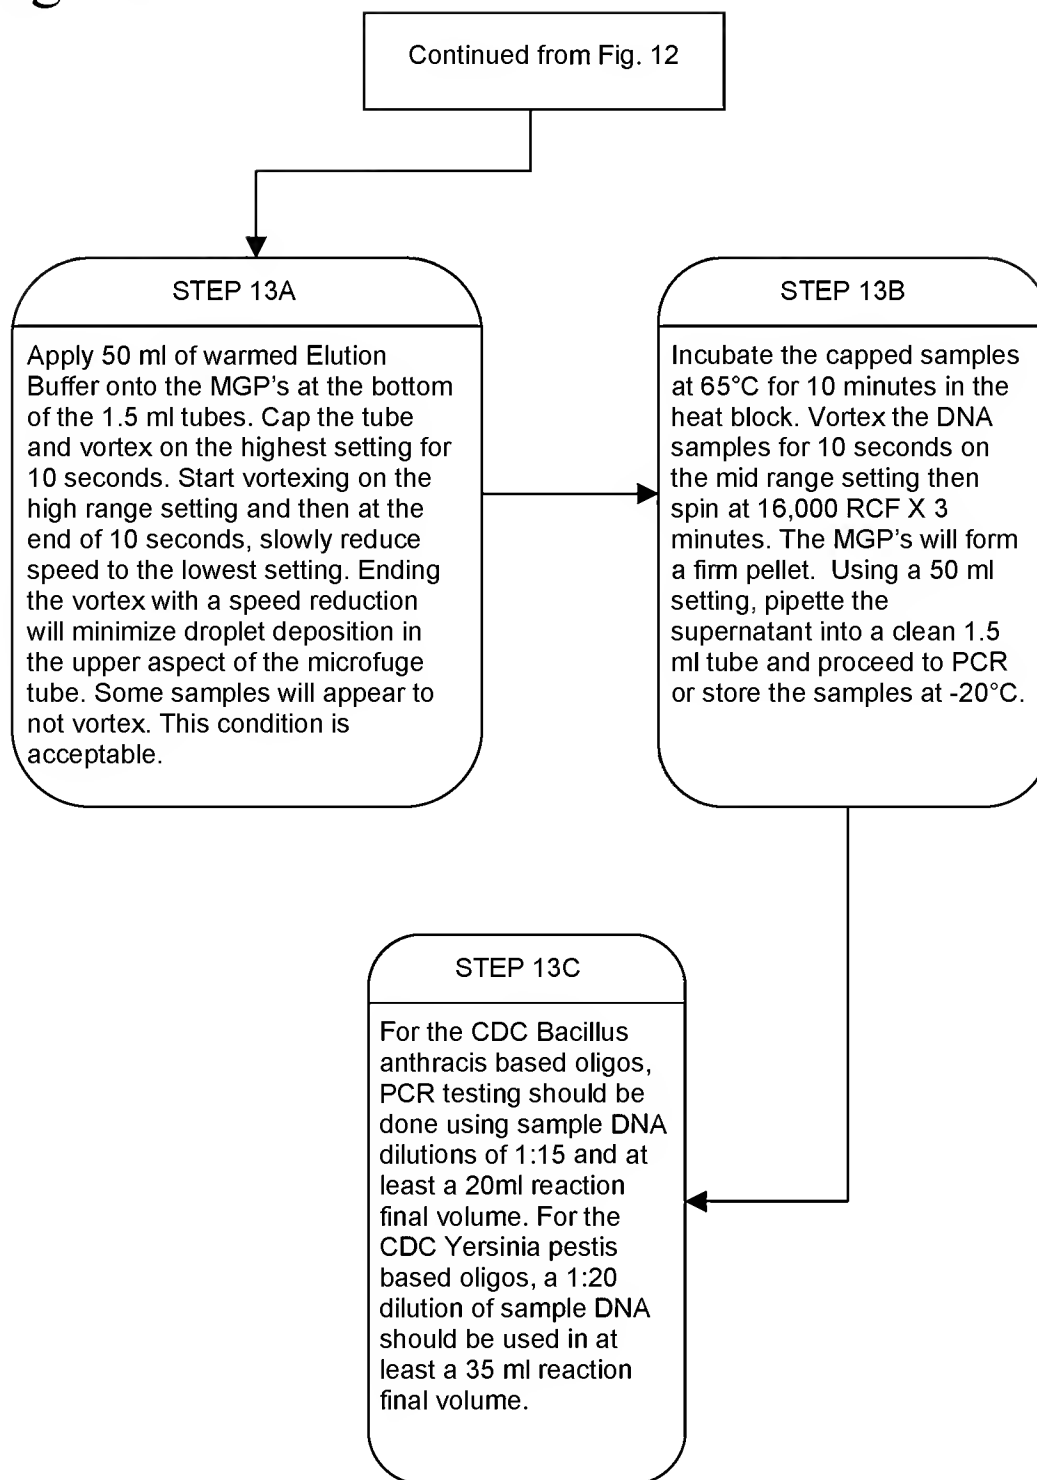 Continued from Fig. 12
STEP 13A
Apply 50 ml of warmed Elution
Buffer onto the MGP's at the bottom
of the 1.5 ml tubes. Cap the tube
and vortex on the highest setting for
10 seconds. Start vortexing on the
high range setting and then at the
end of 10 seconds, slowly reduce
speed to the lowest setting. Ending
the vortex with a speed reduction
will minimize droplet deposition in
the upper aspect of the microfuge
tube. Some samples will appear to
not vortex. This condition is
acceptable.
STEP 13B
Incubate the capped samples
at 65°C for 10 minutes in the
heat block. Vortex the DNA
samples for 10 seconds on
the mid range setting then
spin at 16,000 RCF X 3
minutes. The MGP's will form
a firm pellet.  Using a 50 ml
setting, pipette the
supernatant into a clean 1.5
ml tube and proceed to PCR
or store the samples at -20°C.
STEP 13C
For the CDC Bacillus
anthracis based oligos,
PCR testing should be
done using sample DNA
dilutions of 1:15 and at
least a 20ml reaction
final volume. For the
CDC Yersinia pestis
based oligos, a 1:20
dilution of sample DNA
should be used in at
least a 35 ml reaction
final volume.